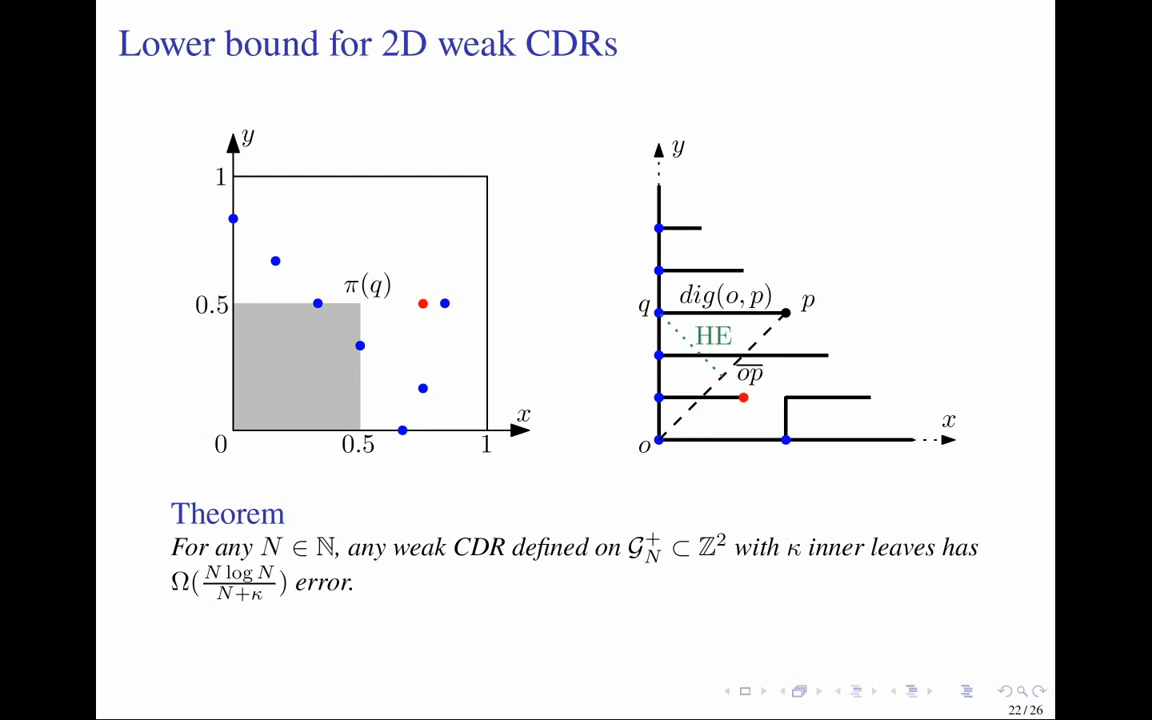 Lower bound for 2D weak CDRs
y
1
π(q)
0.5
x
0
0.5
1
y
q
dig(o, p)
p
HE
op
x
o
Theorem
For any N ∈ ℕ, any weak CDR defined on 𝒢_N^+ ⊂ ℤ² with κ inner leaves has
Ω(N log N / N+κ) error.
22 / 26